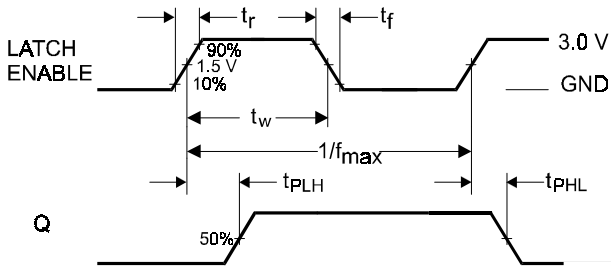 tr
tf
LATCH
ENABLE
90%
1.5 V
10%
3.0 V
GND
tw
1/fmax
tPLH
tPHL
Q
50%